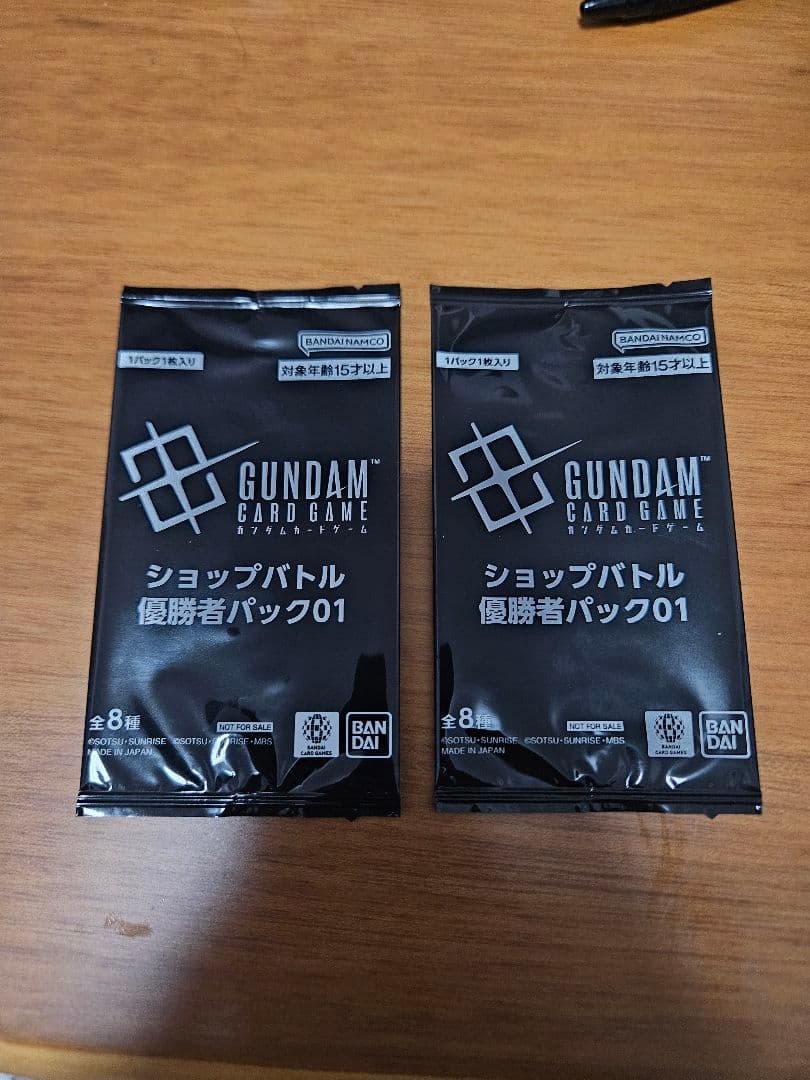 BANDAI NAMCO
1パック1枚入り
対象年齢15才以上
GUNDAM™
CARD GAME
ガンダムカードゲーム
ショップバトル
優勝者パック01
全8種
NOT FOR SALE
©SOTSU・SUNRISE ©SOTSU・SUNRISE・MBS
MADE IN JAPAN
BANDAI
CARD GAMES
BAN
DAI
BANDAI NAMCO
1パック1枚入り
対象年齢15才以上
GUNDAM™
CARD GAME
ガンダムカードゲーム
ショップバトル
優勝者パック01
全8種
NOT FOR SALE
©SOTSU・SUNRISE ©SOTSU・SUNRISE・MBS
MADE IN JAPAN
BANDAI
CARD GAMES
BAN
DAI